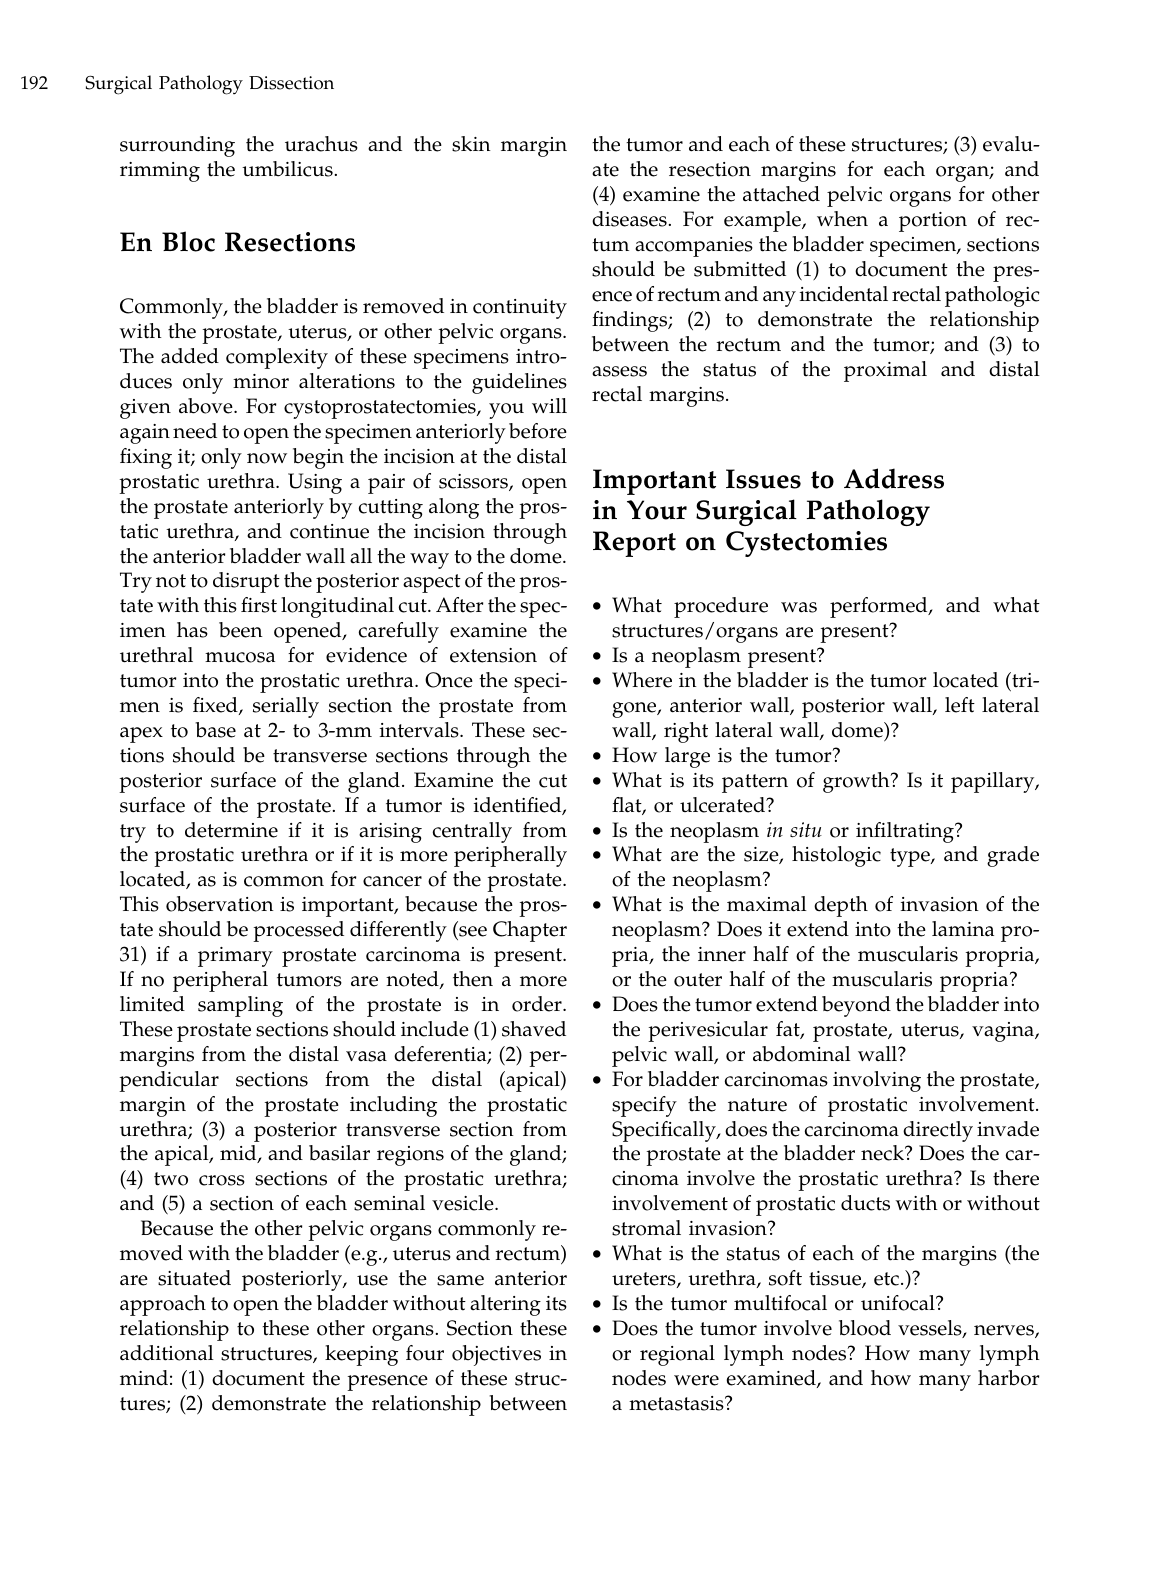 192 Surgical Pathology Dissection
surrounding the urachus and the skin margin
rimming the umbilicus.
En Bloc Resections
Commonly, the bladder is removed in continuity
with the prostate, uterus, or other pelvic organs.
The added complexity of these specimens intro-
duces only minor alterations to the guidelines
given above. For cystoprostatectomies, you will
again need to open the specimen anteriorly before
fixing it; only now begin the incision at the distal
prostatic urethra. Using a pair of scissors, open
the prostate anteriorly by cutting along the pros-
tatic urethra, and continue the incision through
the anterior bladder wall all the way to the dome.
Try not to disrupt the posterior aspect of the pros-
tate with this first longitudinal cut. After the spec-
imen has been opened, carefully examine the
urethral mucosa for evidence of extension of
tumor into the prostatic urethra. Once the speci-
men is fixed, serially section the prostate from
apex to base at 2- to 3-mm intervals. These sec-
tions should be transverse sections through the
posterior surface of the gland. Examine the cut
surface of the prostate. If a tumor is identified,
try to determine if it is arising centrally from
the prostatic urethra or if it is more peripherally
located, as is common for cancer of the prostate.
This observation is important, because the pros-
tate should be processed differently (see Chapter
31) if a primary prostate carcinoma is present.
If no peripheral tumors are noted, then a more
limited sampling of the prostate is in order.
These prostate sections should include (1) shaved
margins from the distal vasa deferentia; (2) per-
pendicular sections from the distal (apical)
margin of the prostate including the prostatic
urethra; (3) a posterior transverse section from
the apical, mid, and basilar regions of the gland;
(4) two cross sections of the prostatic urethra;
and (5) a section of each seminal vesicle.
Because the other pelvic organs commonly re-
moved with the bladder (e.g., uterus and rectum)
are situated posteriorly, use the same anterior
approach to open the bladder without altering its
relationship to these other organs. Section these
additional structures, keeping four objectives in
mind: (1) document the presence of these struc-
tures; (2) demonstrate the relationship between
the tumor and each of these structures; (3) evalu-
ate the resection margins for each organ; and
(4) examine the attached pelvic organs for other
diseases. For example, when a portion of rec-
tum accompanies the bladder specimen, sections
should be submitted (1) to document the pres-
ence of rectum and any incidental rectal pathologic
findings; (2) to demonstrate the relationship
between the rectum and the tumor; and (3) to
assess the status of the proximal and distal
rectal margins.
Important Issues to Address
in Your Surgical Pathology
Report on Cystectomies
• What procedure was performed, and what
structures/organs are present?
• Is a neoplasm present?
• Where in the bladder is the tumor located (tri-
gone, anterior wall, posterior wall, left lateral
wall, right lateral wall, dome)?
• How large is the tumor?
• What is its pattern of growth? Is it papillary,
flat, or ulcerated?
• Is the neoplasm in situ or infiltrating?
• What are the size, histologic type, and grade
of the neoplasm?
• What is the maximal depth of invasion of the
neoplasm? Does it extend into the lamina pro-
pria, the inner half of the muscularis propria,
or the outer half of the muscularis propria?
• Does the tumor extend beyond the bladder into
the perivesicular fat, prostate, uterus, vagina,
pelvic wall, or abdominal wall?
• For bladder carcinomas involving the prostate,
specify the nature of prostatic involvement.
Specifically, does the carcinoma directly invade
the prostate at the bladder neck? Does the car-
cinoma involve the prostatic urethra? Is there
involvement of prostatic ducts with or without
stromal invasion?
• What is the status of each of the margins (the
ureters, urethra, soft tissue, etc.)?
• Is the tumor multifocal or unifocal?
• Does the tumor involve blood vessels, nerves,
or regional lymph nodes? How many lymph
nodes were examined, and how many harbor
a metastasis?